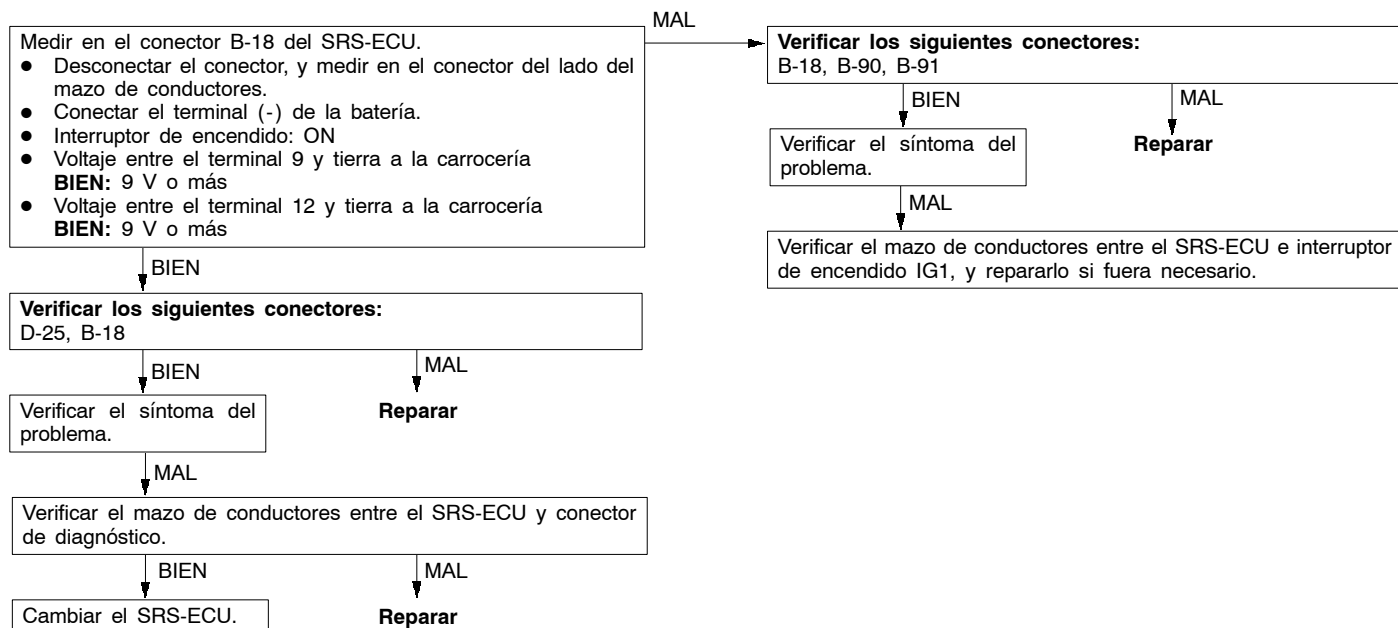 Medir en el conector B-18 del SRS-ECU.
● Desconectar el conector, y medir en el conector del lado del
mazo de conductores.
● Conectar el terminal (-) de la batería.
● Interruptor de encendido: ON
● Voltaje entre el terminal 9 y tierra a la carrocería
BIEN: 9 V o más
● Voltaje entre el terminal 12 y tierra a la carrocería
BIEN: 9 V o más
MAL
Verificar los siguientes conectores:
B-18, B-90, B-91
BIEN
MAL
Verificar el síntoma del
problema.
Reparar
MAL
Verificar el mazo de conductores entre el SRS-ECU e interruptor
de encendido IG1, y repararlo si fuera necesario.
BIEN
Verificar los siguientes conectores:
D-25, B-18
BIEN
MAL
Verificar el síntoma del
problema.
Reparar
MAL
Verificar el mazo de conductores entre el SRS-ECU y conector
de diagnóstico.
BIEN
MAL
Cambiar el SRS-ECU.
Reparar